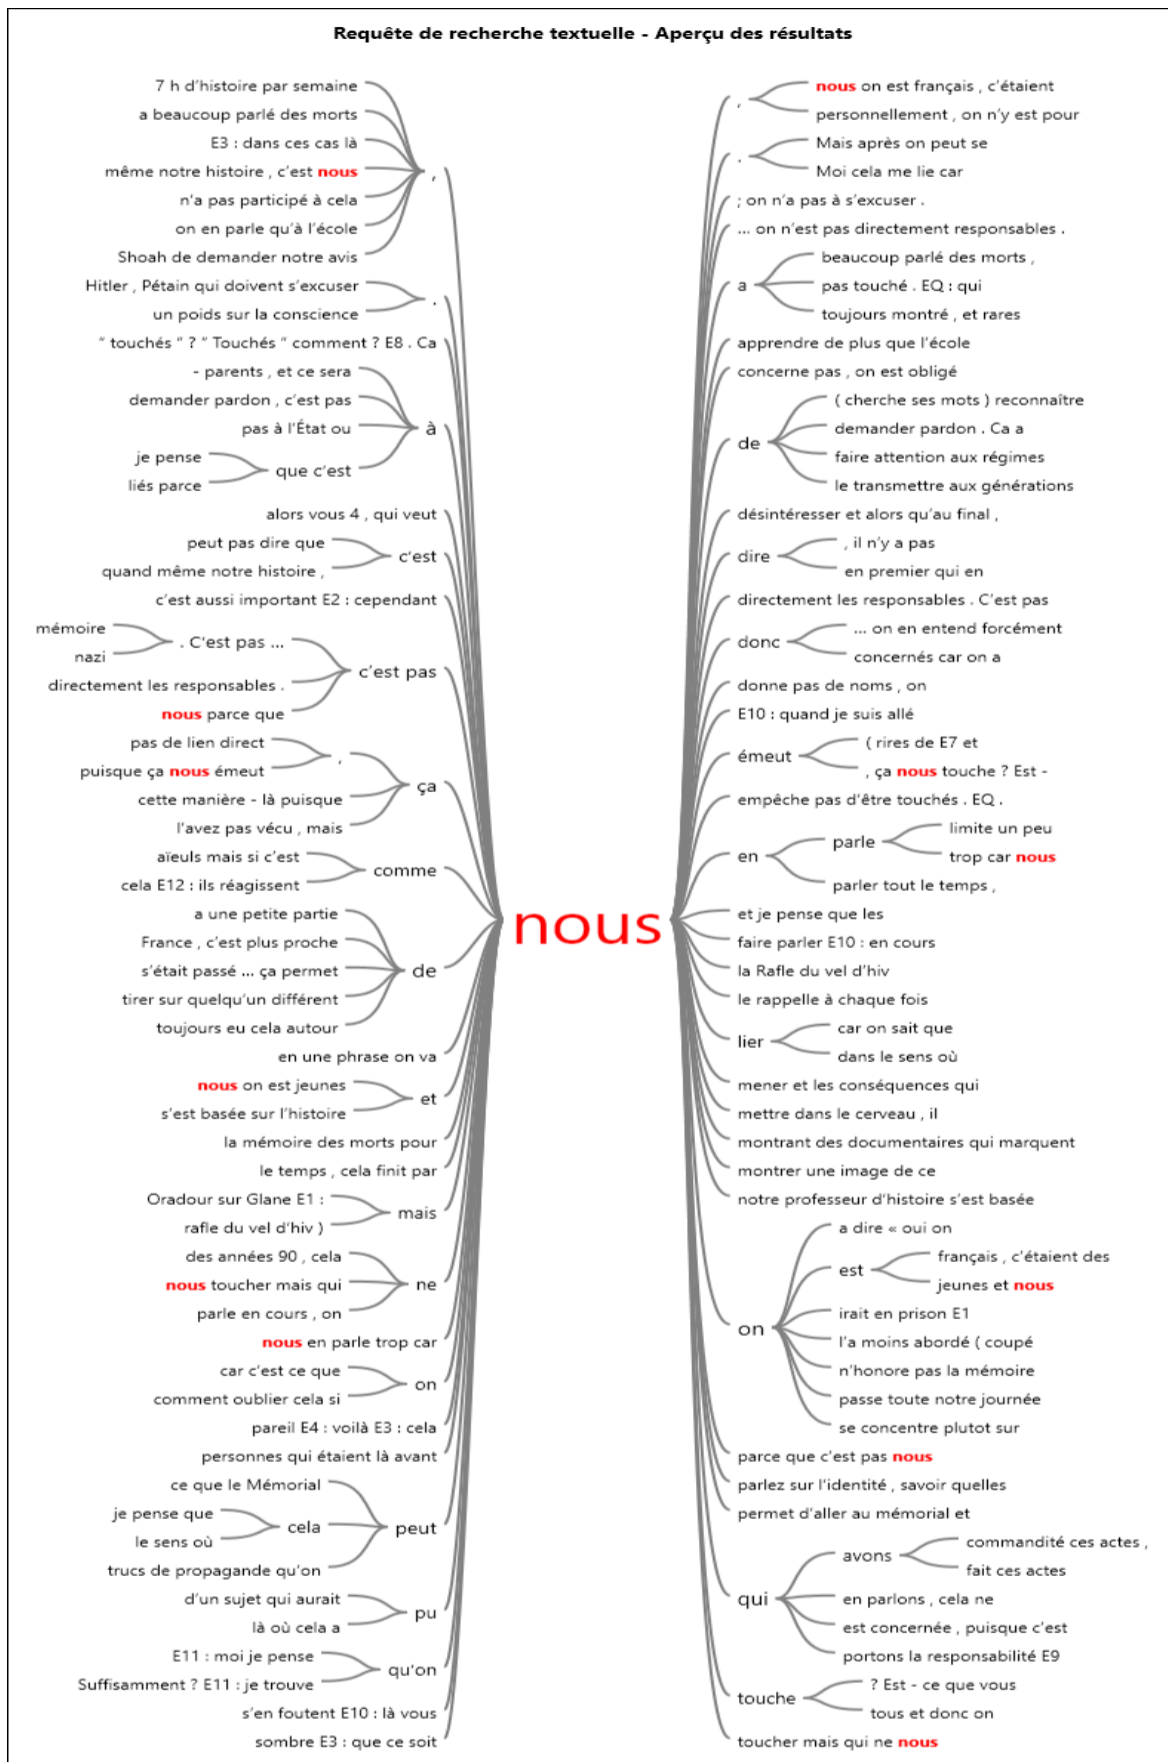 Requête de recherche textuelle - Aperçu des résultats
7 h d'histoire par semaine
a beaucoup parlé des morts
E3 : dans ces cas là
même notre histoire , c'est nous
,
n'a pas participé à cela
on en parle qu'à l'école
Shoah de demander notre avis
Hitler , Pétain qui doivent s'excuser
.
un poids sur la conscience
" touchés " ? " Touchés " comment ? E8 . Ca
- parents , et ce sera
demander pardon , c'est pas
à
pas à l'État ou
je pense
que c'est
liés parce
alors vous 4 , qui veut
peut pas dire que
c'est
quand même notre histoire ,
c'est aussi important E2 : cependant
mémoire
. C'est pas ...
nazi
c'est pas
directement les responsables .
nous parce que
pas de lien direct
,
puisque ça nous émeut
ça
cette manière - là puisque
l'avez pas vécu , mais
aïeuls mais si c'est
comme
cela E12 : ils réagissent
a une petite partie
France , c'est plus proche
de
s'était passé ... ça permet
tirer sur quelqu'un différent
toujours eu cela autour
en une phrase on va
nous on est jeunes
et
s'est basée sur l'histoire
la mémoire des morts pour
le temps , cela finit par
Oradour sur Glane E1 :
mais
rafle du vel d'hiv )
des années 90 , cela
nous toucher mais qui
ne
parle en cours , on
nous en parle trop car
car c'est ce que
on
comment oublier cela si
pareil E4 : voilà E3 : cela
personnes qui étaient là avant
ce que le Mémorial
je pense que
cela
peut
le sens où
trucs de propagande qu'on
d'un sujet qui aurait
pu
là où cela a
E11 : moi je pense
qu'on
Suffisamment ? E11 : je trouve
s'en foutent E10 : là vous
sombre E3 : que ce soit
nous
,
nous on est français , c'étaient
personnellement , on n'y est pour
.
Mais après on peut se
Moi cela me lie car
; on n'a pas à s'excuser .
... on n'est pas directement responsables .
a
beaucoup parlé des morts ,
pas touché . EQ : qui
toujours montré , et rares
apprendre de plus que l'école
concerne pas , on est obligé
de
( cherche ses mots ) reconnaître
demander pardon . Ca a
faire attention aux régimes
le transmettre aux générations
désintéresser et alors qu'au final ,
dire
, il n'y a pas
en premier qui en
directement les responsables . C'est pas
donc
... on en entend forcément
concernés car on a
donne pas de noms , on
E10 : quand je suis allé
émeut
( rires de E7 et
, ça nous touche ? Est -
empêche pas d'être touchés . EQ .
en
parle
limite un peu
trop car nous
parler tout le temps ,
et je pense que les
faire parler E10 : en cours
la Rafle du vel d'hiv
le rappelle à chaque fois
lier
car on sait que
dans le sens où
mener et les conséquences qui
mettre dans le cerveau , il
montrant des documentaires qui marquent
montrer une image de ce
notre professeur d'histoire s'est basée
on
a dire « oui on
est
français , c'étaient des
jeunes et nous
irait en prison E1
l'a moins abordé ( coupé
n'honore pas la mémoire
passe toute notre journée
se concentre plutot sur
parce que c'est pas nous
parlez sur l'identité , savoir quelles
permet d'aller au mémorial et
qui
avons
commandité ces actes ,
fait ces actes
en parlons , cela ne
est concernée , puisque c'est
portons la responsabilité E9
touche
? Est - ce que vous
tous et donc on
toucher mais qui ne nous